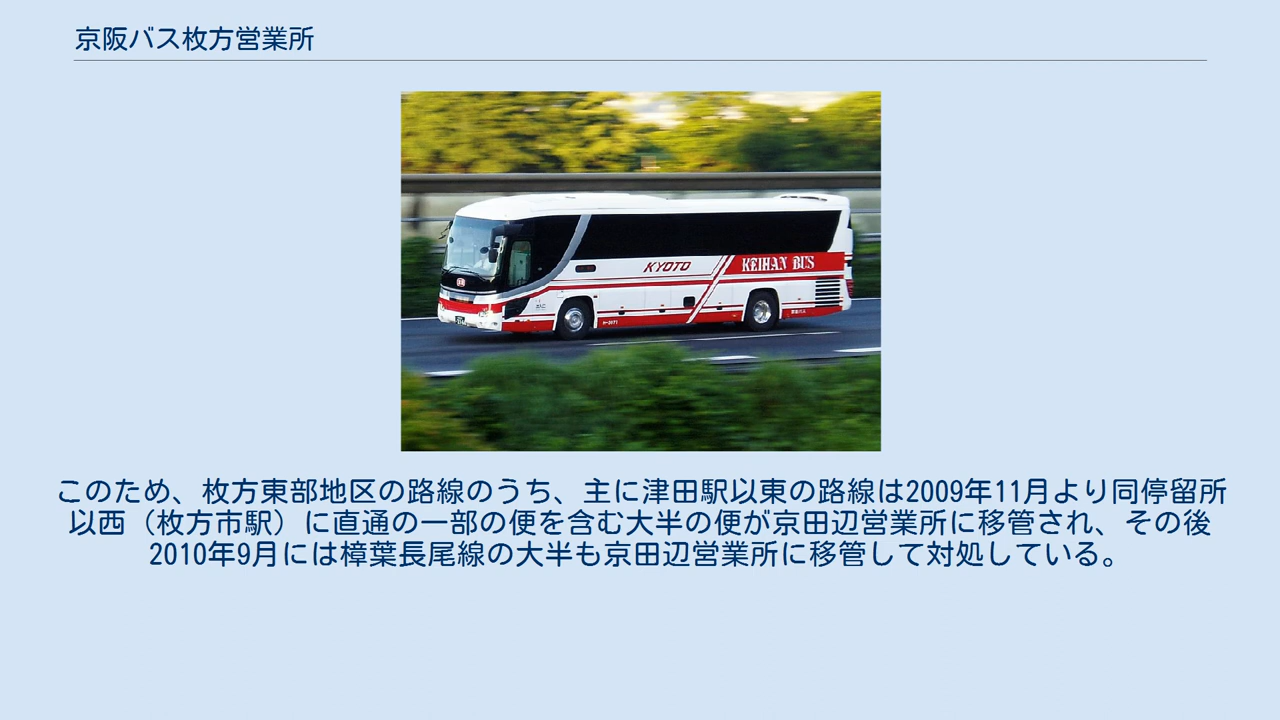 京阪バス枚方営業所
KYOTO
KEIHAN BUS
このため、枚方東部地区の路線のうち、主に津田駅以東の路線は2009年11月より同停留所
以西（枚方市駅）に直通の一部の便を含む大半の便が京田辺営業所に移管され、その後
2010年9月には樟葉長尾線の大半も京田辺営業所に移管して対処している。